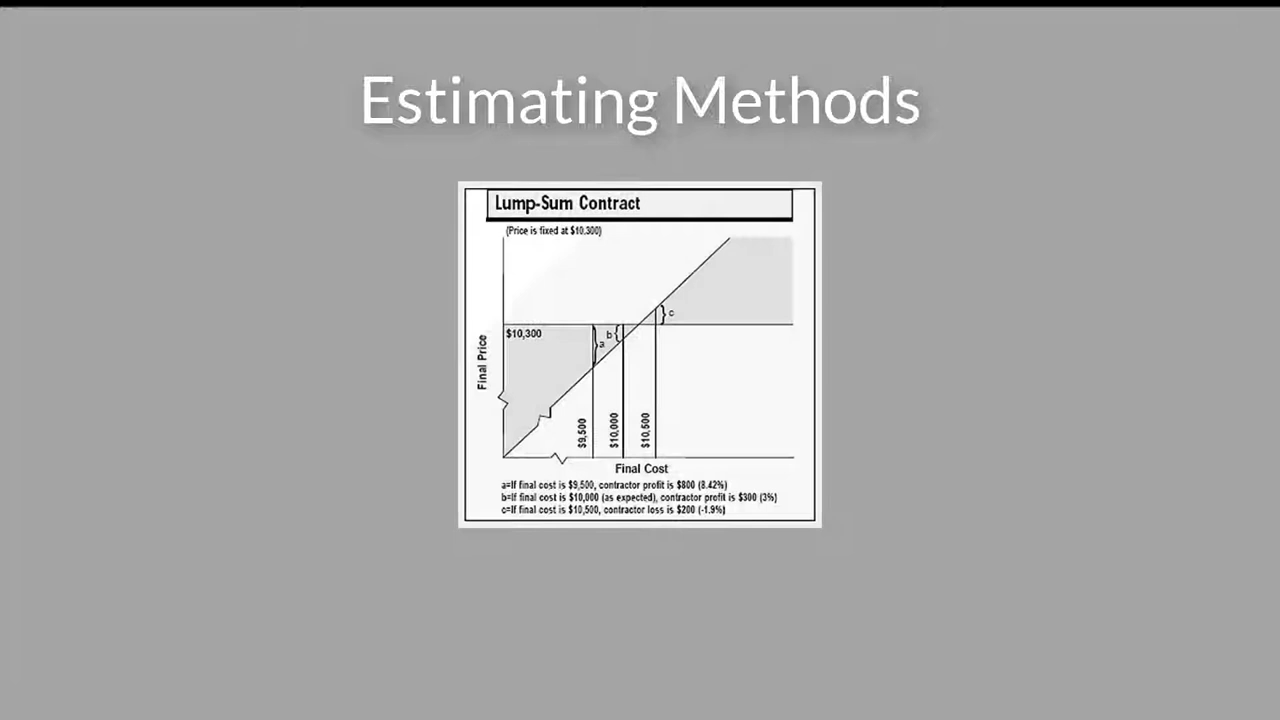 Estimating Methods
Lump-Sum Contract
(Price is fixed at $10,300)
c
b
$10,300
a
Final Price
$9,500
$10,000
$10,500
Final Cost
a=If final cost is $9,500, contractor profit is $800 (8.42%)
b=If final cost is $10,000 (as expected), contractor profit is $300 (3%)
c=If final cost is $10,500, contractor loss is $200 (-1.9%)